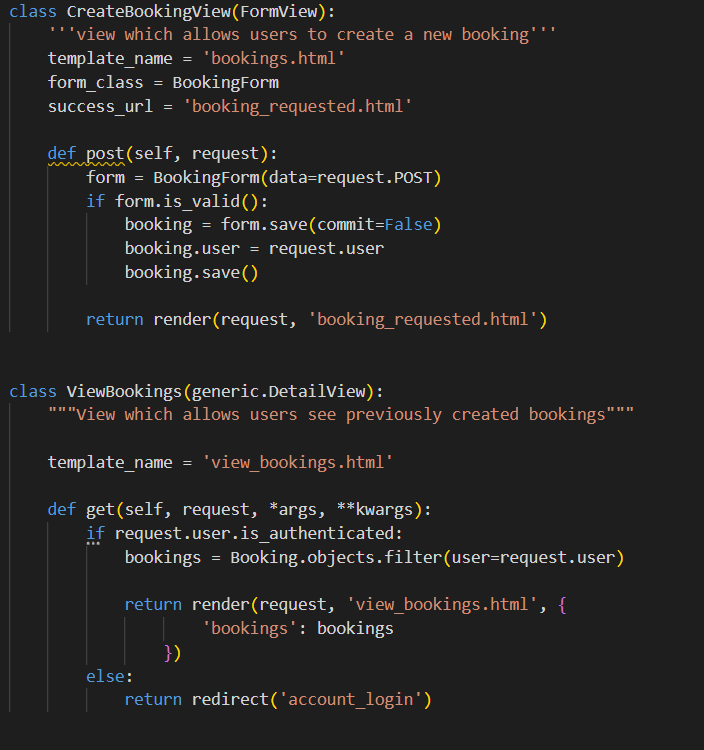 class CreateBookingView(FormView):
    '''view which allows users to create a new booking'''
    template_name = 'bookings.html'
    form_class = BookingForm
    success_url = 'booking_requested.html'

    def post(self, request):
        form = BookingForm(data=request.POST)
        if form.is_valid():
            booking = form.save(commit=False)
            booking.user = request.user
            booking.save()

        return render(request, 'booking_requested.html')


class ViewBookings(generic.DetailView):
    """View which allows users see previously created bookings"""

    template_name = 'view_bookings.html'

    def get(self, request, *args, **kwargs):
        if request.user.is_authenticated:
            bookings = Booking.objects.filter(user=request.user)

            return render(request, 'view_bookings.html', {
                    'bookings': bookings
                })
        else:
            return redirect('account_login')